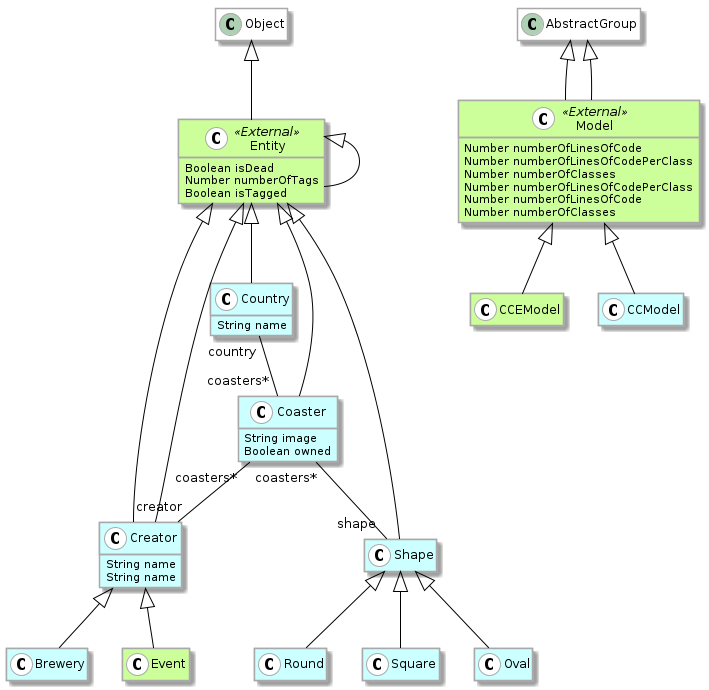 C Object
C AbstractGroup
C «External» Entity
Boolean isDead
Number numberOfTags
Boolean isTagged
C «External» Model
Number numberOfLinesOfCode
Number numberOfLinesOfCodePerClass
Number numberOfClasses
Number numberOfLinesOfCodePerClass
Number numberOfLinesOfCode
Number numberOfClasses
C Country
String name
C CCEModel
C CCModel
country
coasters*
C Coaster
String image
Boolean owned
coasters*
coasters*
creator
shape
C Creator
String name
String name
C Shape
C Brewery
C Event
C Round
C Square
C Oval